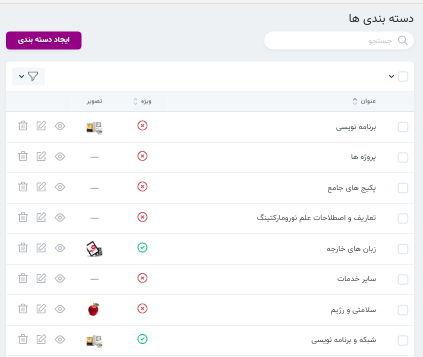 دسته بندی ها
جستجو
ایجاد دسته بندی
عنوان ویژه تصویر
برنامه نویسی
پروژه ها —
پکیج های جامع —
تعاریف و اصطلاحات علم نورومارکتینگ —
زبان های خارجه
سایر خدمات —
سلامتی و رژیم
شبکه و برنامه نویسی